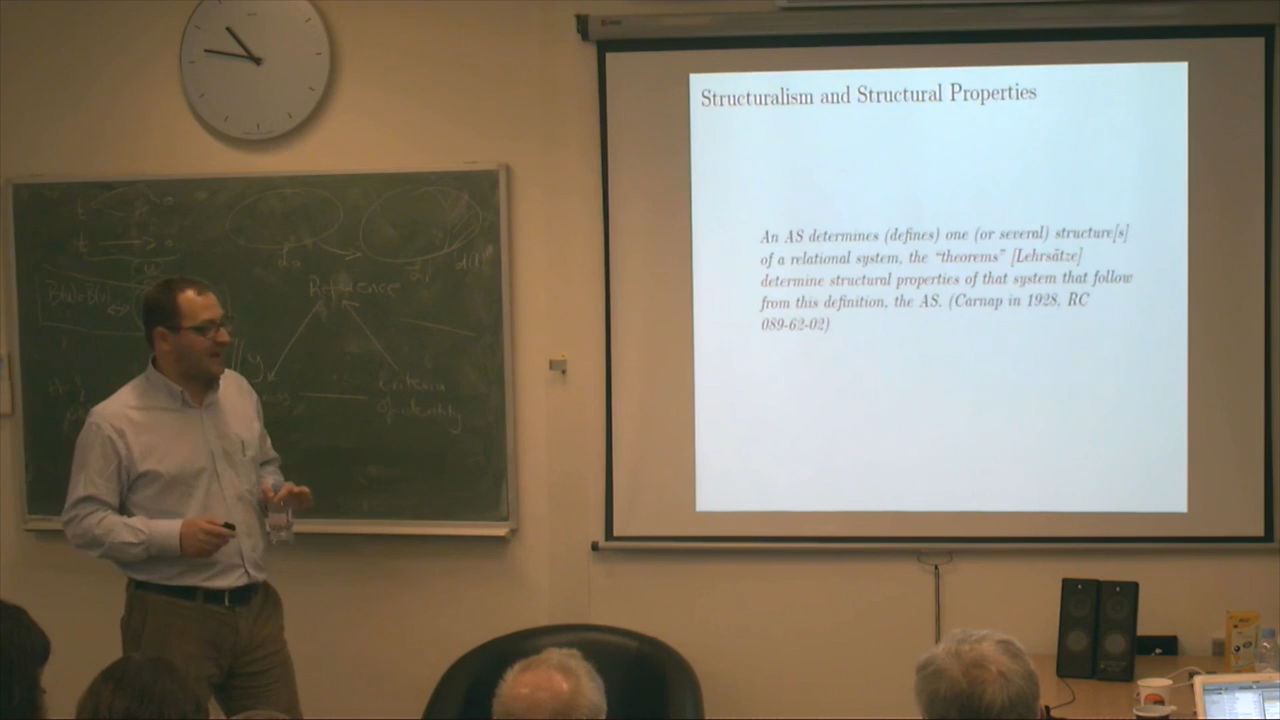 Structuralism and Structural Properties
An AS determines (defines) one (or several) structure[s]
of a relational system, the "theorems" [Lehrsätze]
determine structural properties of that system that follow
from this definition, the AS. (Carnap in 1928, RC
089-62-02)
Reference
Criteria
of identity